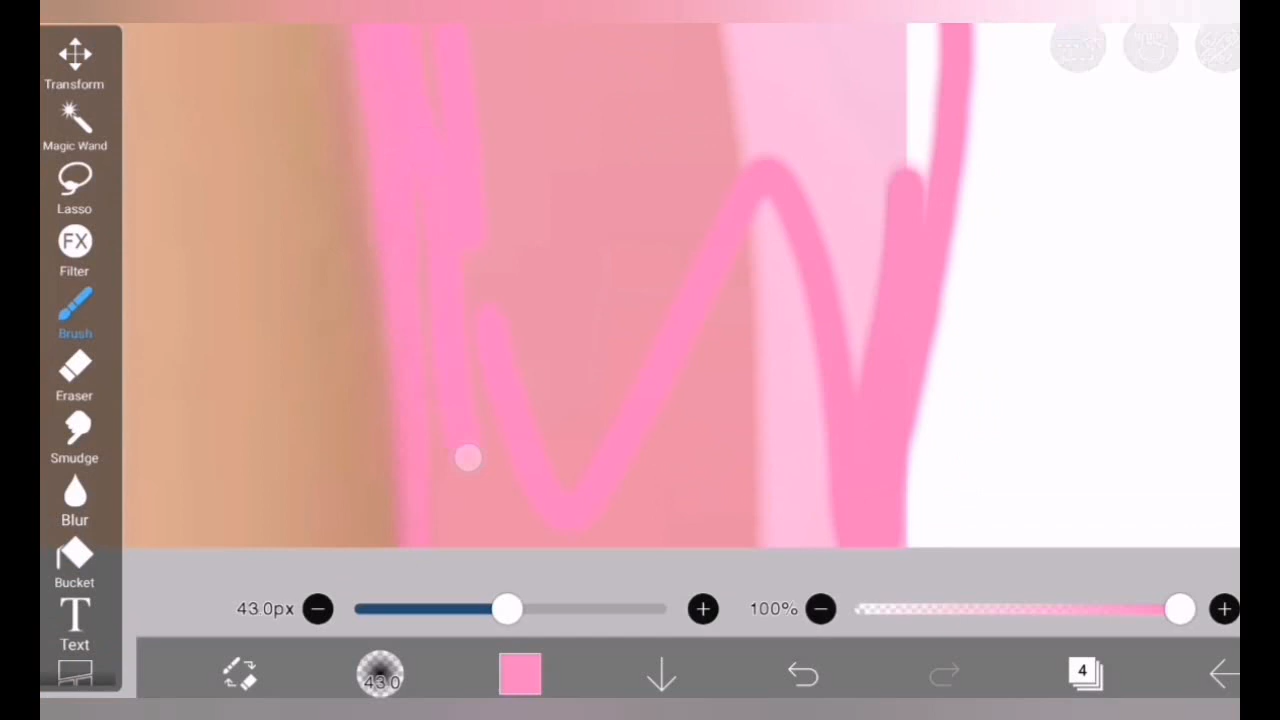 Transform
Magic Wand
Lasso
FX
Filter
Brush
Eraser
Smudge
Blur
Bucket
T
Text
43.0px
100%
43.0
4